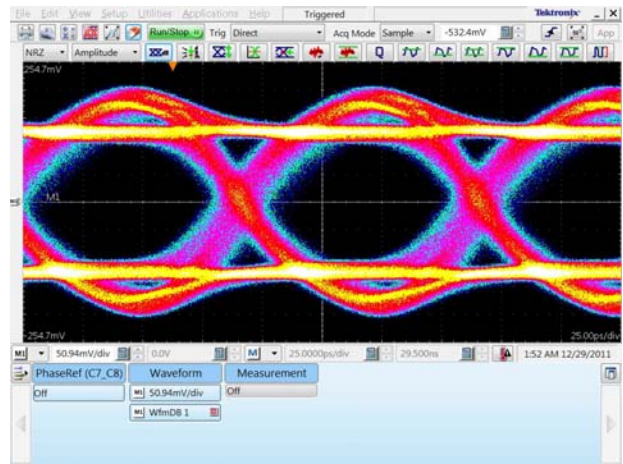 File Edit View Setup Utilities Applications Help Triggered Tektronix
Run/Stop Trig Direct Acq Mode Sample -532.4mV App
NRZ Amplitude
254.7mV
M1
-254.7mV 25.00ps/div
M1 50.94mV/div 0.0V M 25.0000ps/div 29.500ns 1:52 AM 12/29/2011
PhaseRef (C7_C8) Waveform Measurement
Off M1 50.94mV/div Off
M1 WfmDB 1